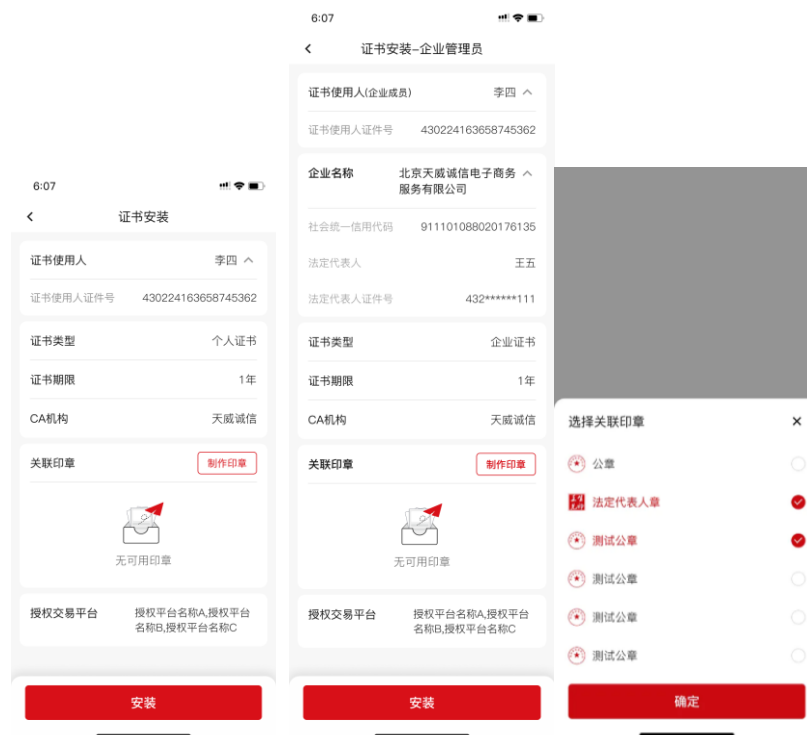 6:07
证书安装
证书使用人
李四
证书使用人证件号
430224163658745362
证书类型
个人证书
证书期限
1年
CA机构
天威诚信
关联印章
制作印章
无可用印章
授权交易平台
授权平台名称A,授权平台
名称B,授权平台名称C
安装
6:07
证书安装-企业管理员
证书使用人(企业成员)
李四
证书使用人证件号
430224163658745362
企业名称
北京天威诚信电子商务
服务有限公司
社会统一信用代码
911101088020176135
法定代表人
王五
法定代表人证件号
432******111
证书类型
企业证书
证书期限
1年
CA机构
天威诚信
关联印章
制作印章
无可用印章
授权交易平台
授权平台名称A,授权平台
名称B,授权平台名称C
安装
选择关联印章
公章
法定代表人章
测试公章
测试公章
测试公章
测试公章
确定